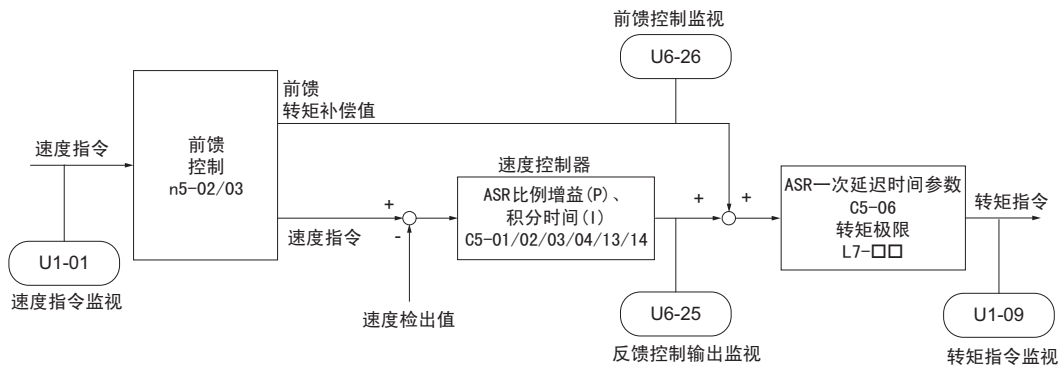 前馈控制监视
U6-26
前馈
转矩补偿值
速度指令
前馈
控制
n5-02/03
速度控制器
ASR比例增益(P)、
积分时间(I)
C5-01/02/03/04/13/14
+
+
ASR一次延迟时间参数
C5-06
转矩极限
L7-□□
转矩指令
+
-
速度指令
U1-01
速度指令监视
速度检出值
U6-25
反馈控制输出监视
U1-09
转矩指令监视